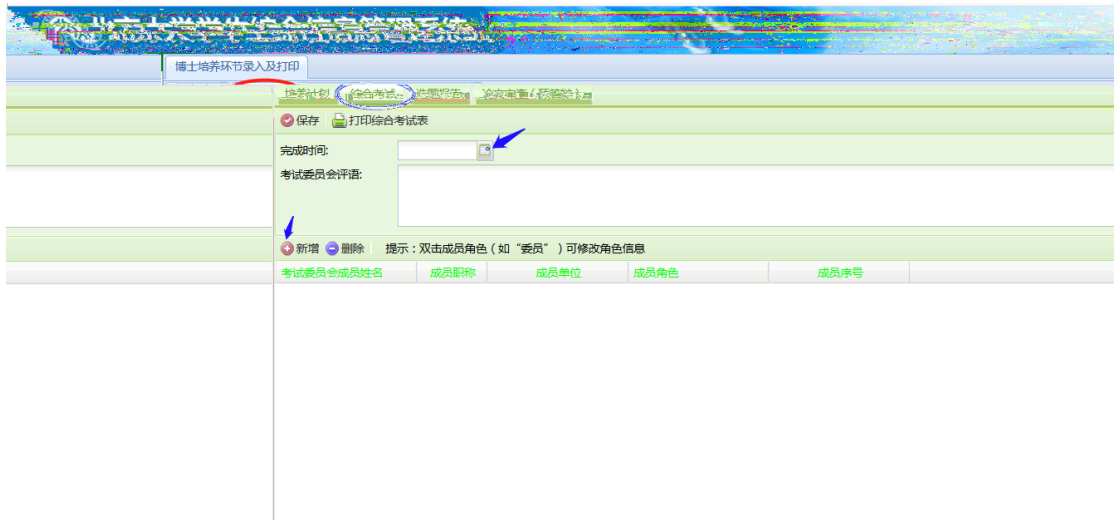 博士培养环节录入及打印
培养计划 综合考试 选题报告
保存 打印综合考试表
完成时间:
考试委员会评语:
新增 删除 提示：双击成员角色（如“委员”）可修改角色信息
考试委员会成员姓名 成员职称 成员单位 成员角色 成员序号